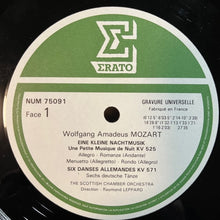 ERATO
NUM 75091
GRAVURE UNIVERSELLE
Fabriqué en France
Face 1
Wolfgang Amadeus MOZART
EINE KLEINE NACHTMUSIK
Une Petite Musique de Nuit KV 525
Allegro - Romanze (Andante)
Menuetto (Allegretto) - Rondo (Allegro)
SIX DANSES ALLEMANDES KV 571
Sechs deutsche Tänze
THE SCOTTISH CHAMBER ORCHESTRA
Direction : Raymond LEPPARD